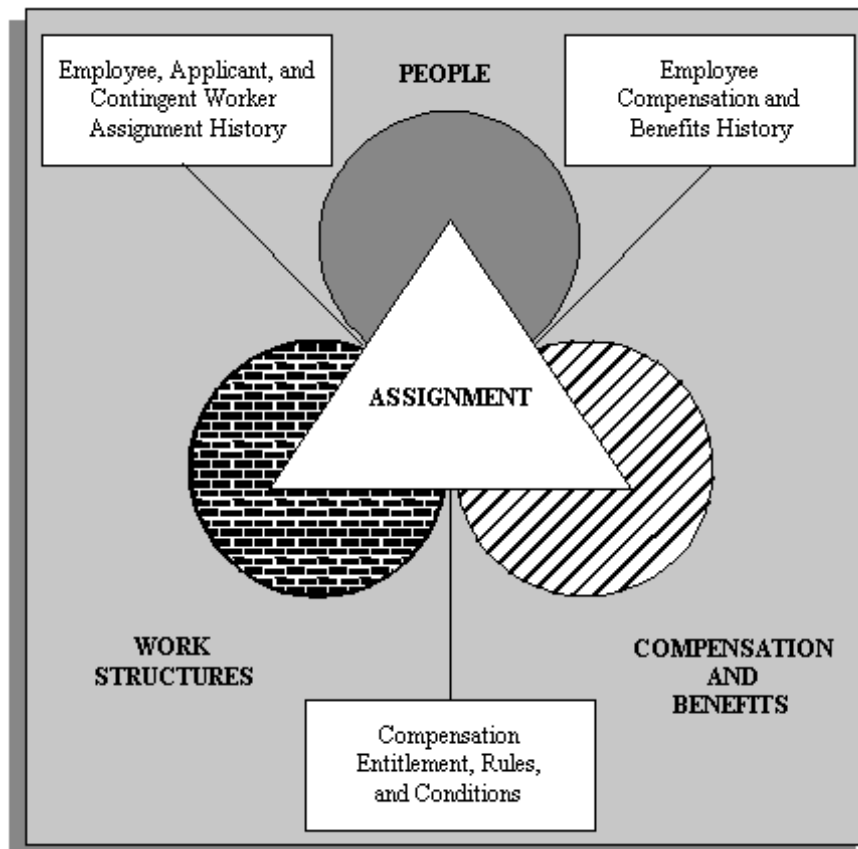 Employee, Applicant, and
Contingent Worker
Assignment History
PEOPLE
Employee
Compensation and
Benefits History
ASSIGNMENT
WORK
STRUCTURES
COMPENSATION
AND
BENEFITS
Compensation
Entitlement, Rules,
and Conditions